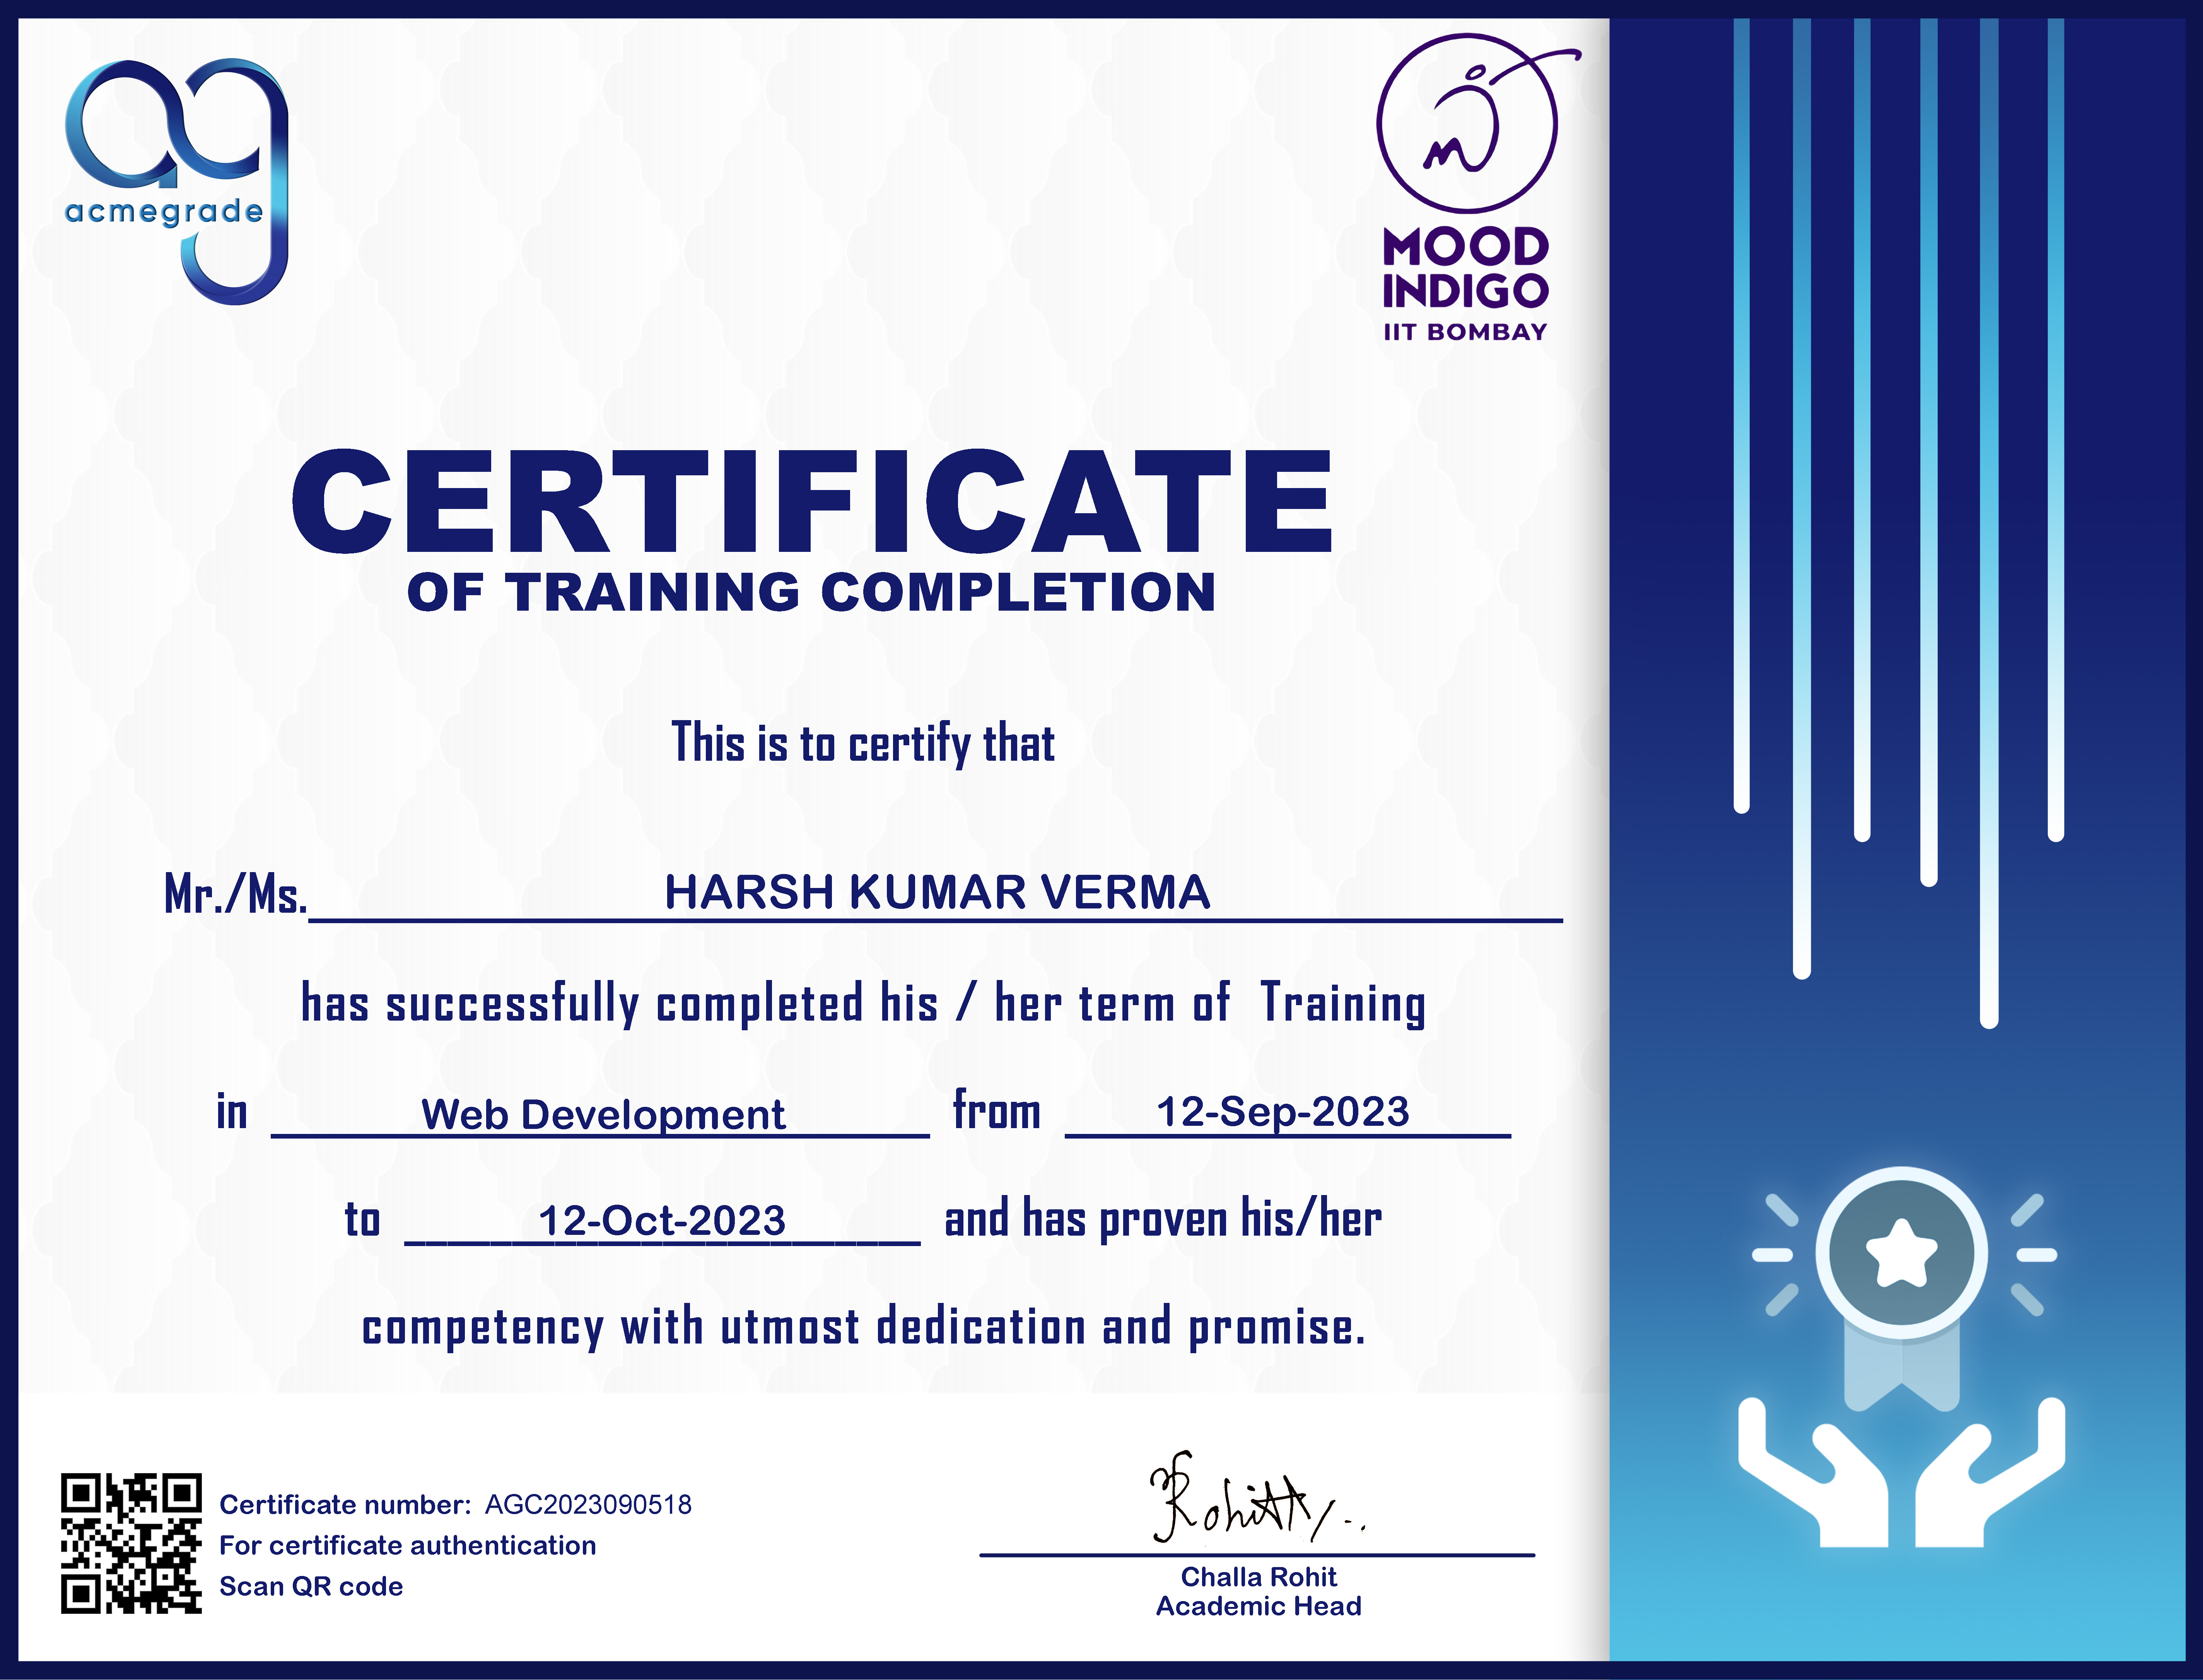 acmegrade
MOOD
INDIGO
IIT BOMBAY
CERTIFICATE
OF TRAINING COMPLETION
This is to certify that
Mr./Ms. HARSH KUMAR VERMA
has successfully completed his / her term of Training
in Web Development from 12-Sep-2023
to 12-Oct-2023 and has proven his/her
competency with utmost dedication and promise.
Certificate number: AGC2023090518
For certificate authentication
Scan QR code
Rohitt
Challa Rohit
Academic Head